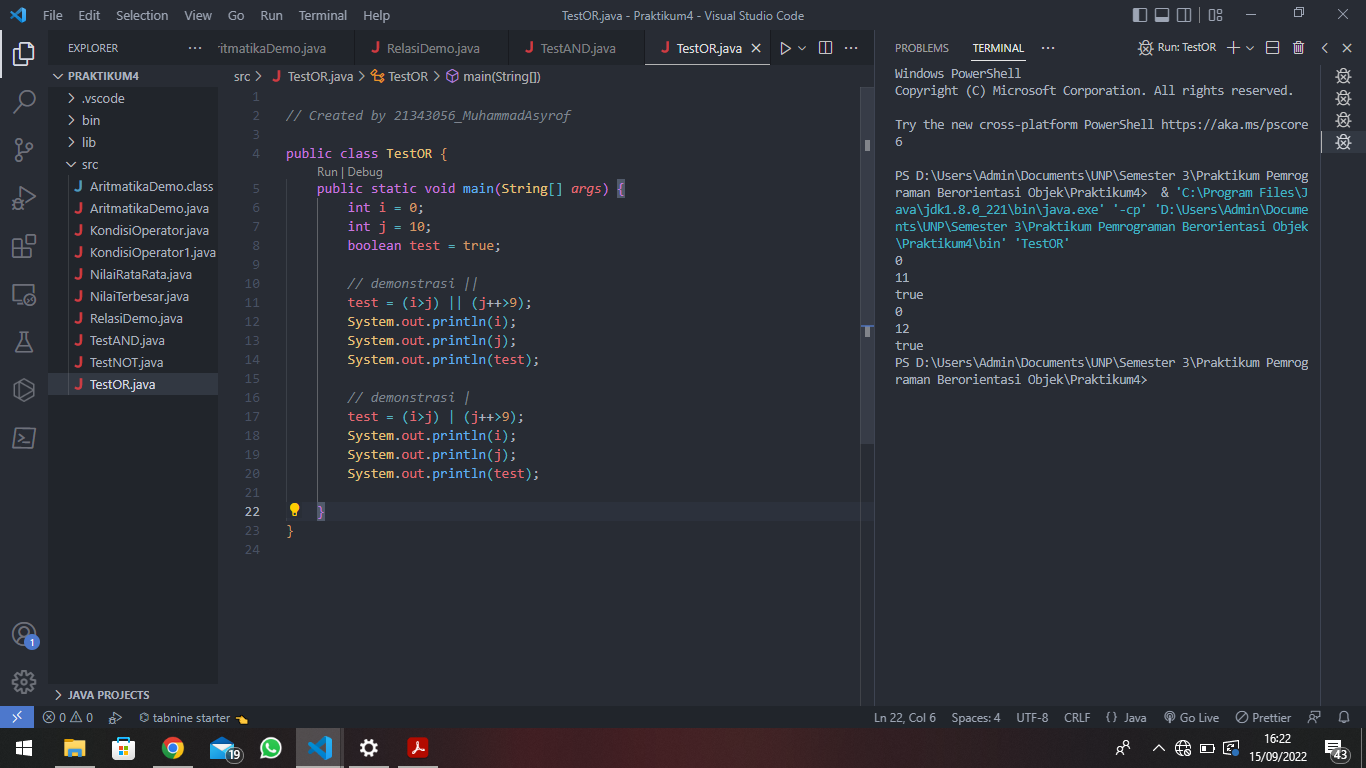 File Edit Selection View Go Run Terminal Help
TestOR.java - Praktikum4 - Visual Studio Code
EXPLORER
PRAKTIKUM4
.vscode
bin
lib
src
J AritmatikaDemo.class
J AritmatikaDemo.java
J KondisiOperator.java
J KondisiOperator1.java
J NilaiRataRata.java
J NilaiTerbesar.java
J RelasiDemo.java
J TestAND.java
J TestNOT.java
J TestOR.java
JAVA PROJECTS
ritmatikaDemo.java J RelasiDemo.java J TestAND.java J TestOR.java
src > J TestOR.java > TestOR > main(String[])
1
2 // Created by 21343056_MuhammadAsyrof
3
4 public class TestOR {
Run | Debug
5 public static void main(String[] args) {
6 int i = 0;
7 int j = 10;
8 boolean test = true;
9
10 // demonstrasi ||
11 test = (i>j) || (j++>9);
12 System.out.println(i);
13 System.out.println(j);
14 System.out.println(test);
15
16 // demonstrasi |
17 test = (i>j) | (j++>9);
18 System.out.println(i);
19 System.out.println(j);
20 System.out.println(test);
21
22 }
23 }
24
PROBLEMS TERMINAL
Run: TestOR
Windows PowerShell
Copyright (C) Microsoft Corporation. All rights reserved.
Try the new cross-platform PowerShell https://aka.ms/pscore
6
PS D:\Users\Admin\Documents\UNP\Semester 3\Praktikum Pemrog
raman Berorientasi Objek\Praktikum4> & 'C:\Program Files\J
ava\jdk1.8.0_221\bin\java.exe' '-cp' 'D:\Users\Admin\Docume
nts\UNP\Semester 3\Praktikum Pemrograman Berorientasi Objek
\Praktikum4\bin' 'TestOR'
0
11
true
0
12
true
PS D:\Users\Admin\Documents\UNP\Semester 3\Praktikum Pemrog
raman Berorientasi Objek\Praktikum4>
1
0 0 tabnine starter
Ln 22, Col 6 Spaces: 4 UTF-8 CRLF {} Java Go Live Prettier
19
16:22
15/09/2022
43